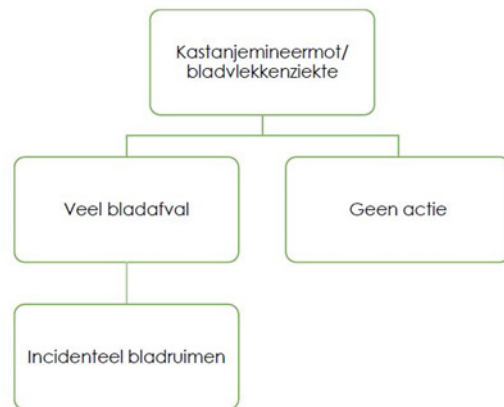 Kastanjemineermot/
bladvlekkenziekte
Veel bladafval
Geen actie
Incidenteel bladruimen